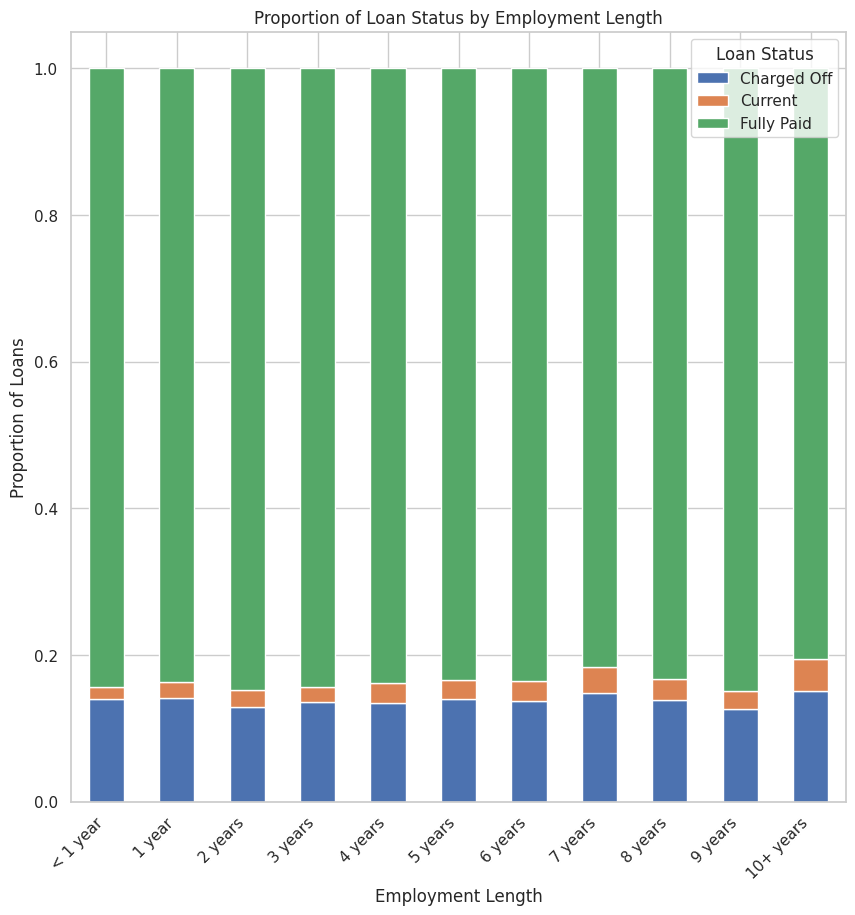 Proportion of Loan Status by Employment Length
Loan Status
Charged Off
Current
Fully Paid
Proportion of Loans
1.0
0.8
0.6
0.4
0.2
0.0
< 1 year
1 year
2 years
3 years
4 years
5 years
6 years
7 years
8 years
9 years
10+ years
Employment Length